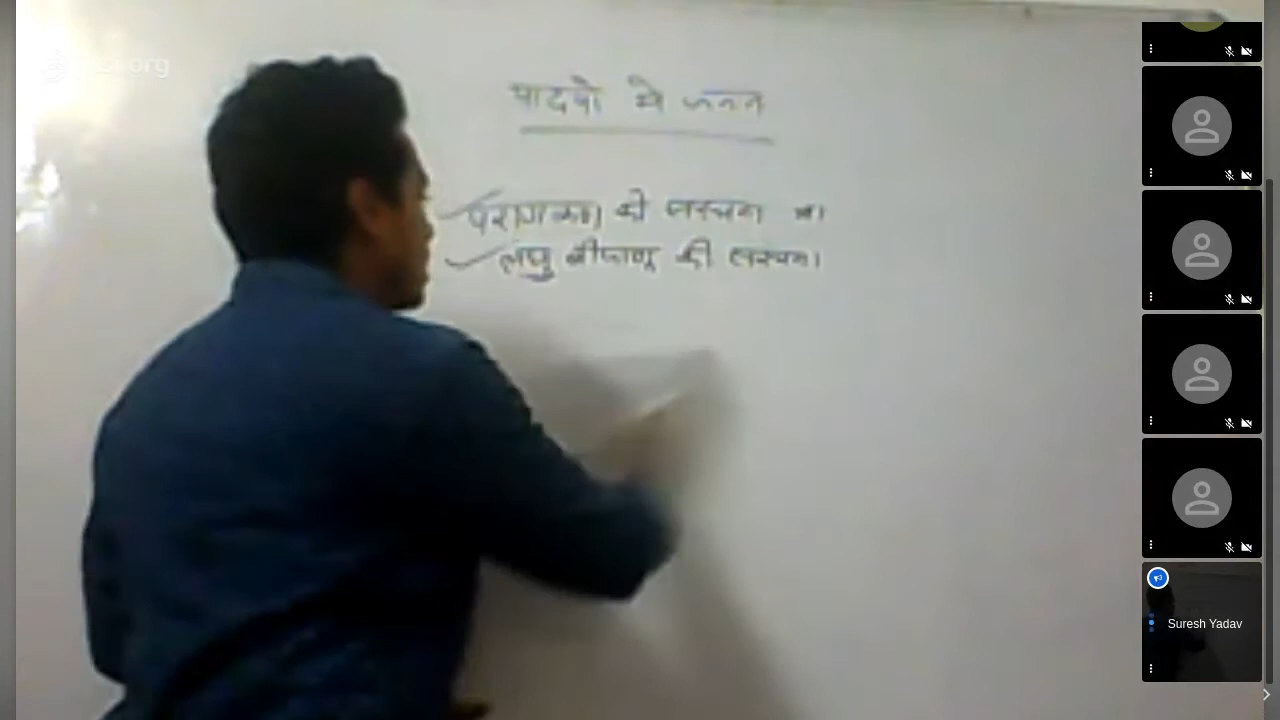 पादपो मे जनन
परागकण की संरचना
लघु बीजाणु की संरचना
Suresh Yadav